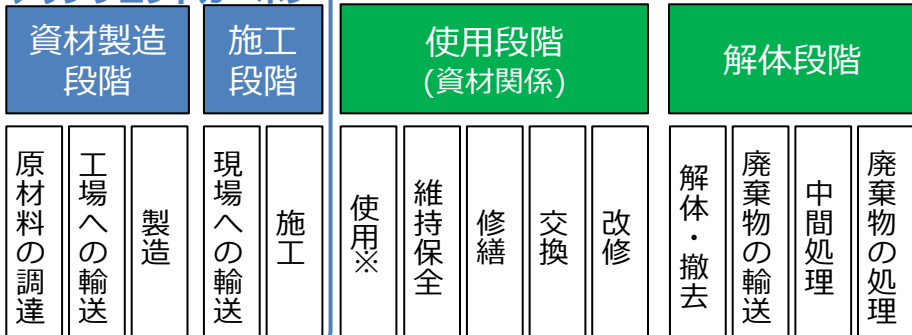 資材製造
段階
施工
段階
使用段階
(資材関係)
解体段階
原材料の調達
工場への輸送
製造
現場への輸送
施工
使用※
維持保全
修繕
交換
改修
解体・撤去
廃棄物の輸送
中間処理
廃棄物の処理